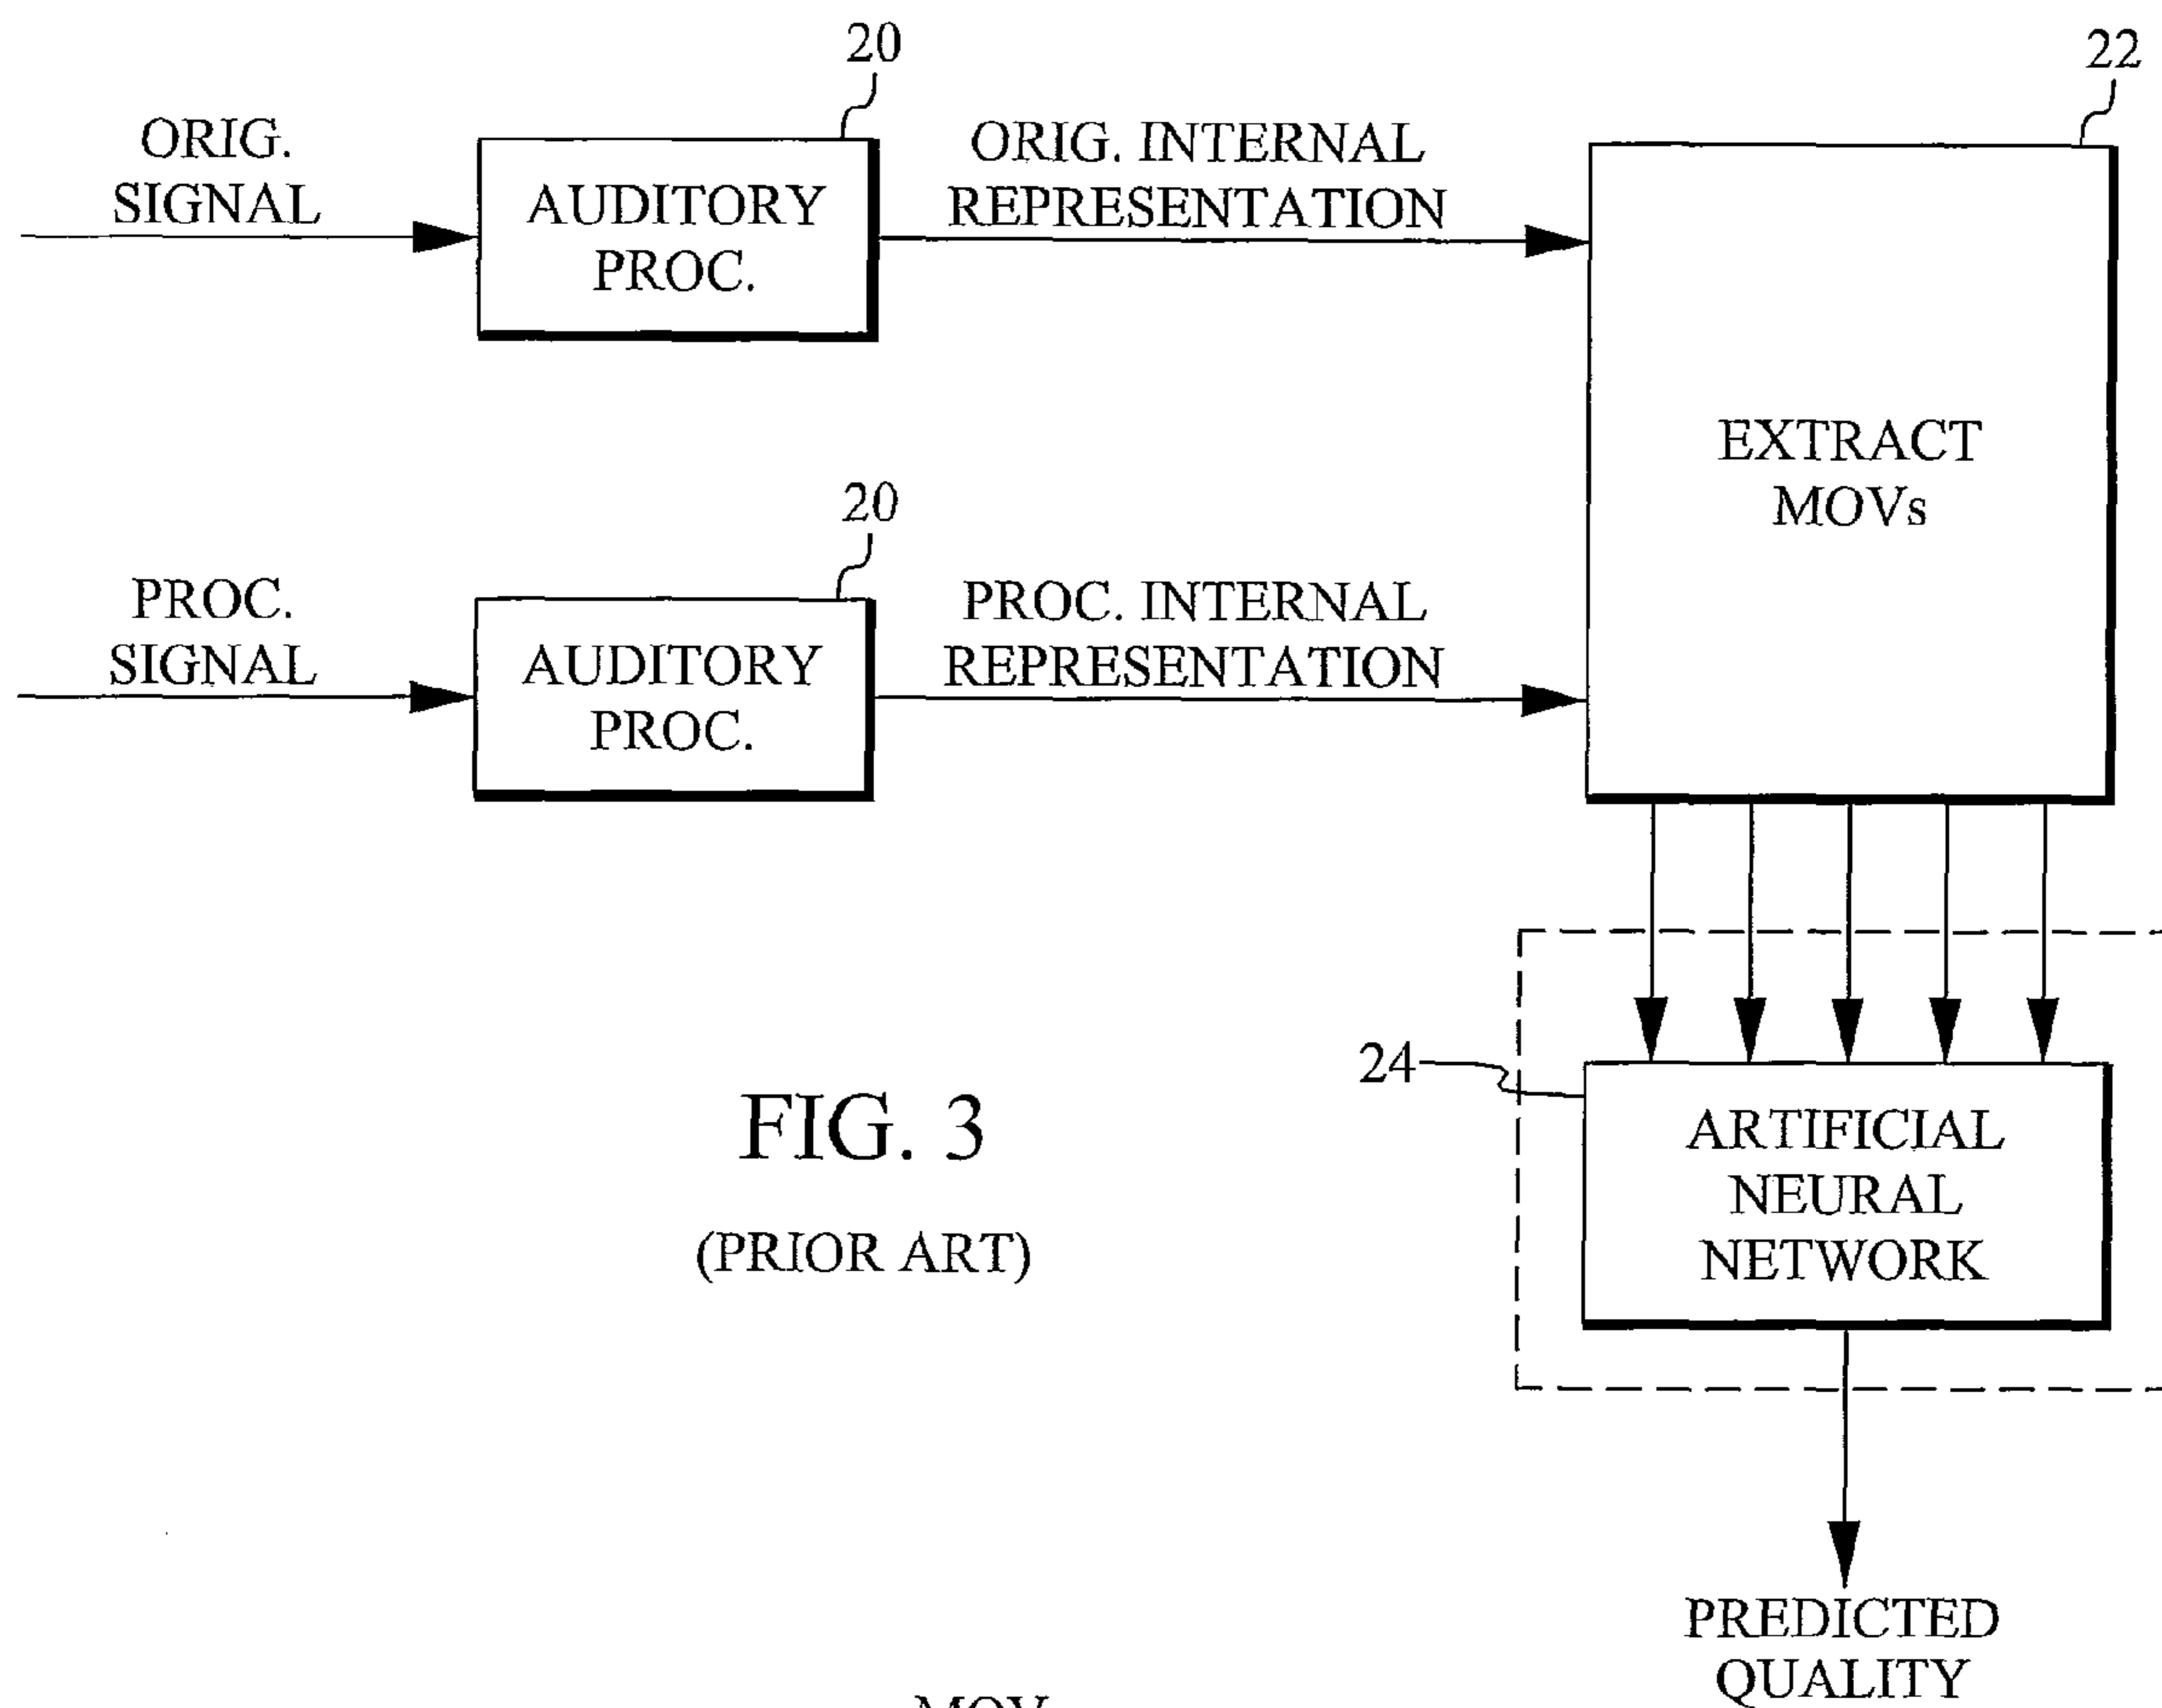 20
22
ORIG.
SIGNAL
AUDITORY
PROC.
ORIG. INTERNAL
REPRESENTATION
EXTRACT
MOVs
20
PROC.
SIGNAL
AUDITORY
PROC.
PROC. INTERNAL
REPRESENTATION
24
ARTIFICIAL
NEURAL
NETWORK
FIG. 3
(PRIOR ART)
PREDICTED
QUALITY